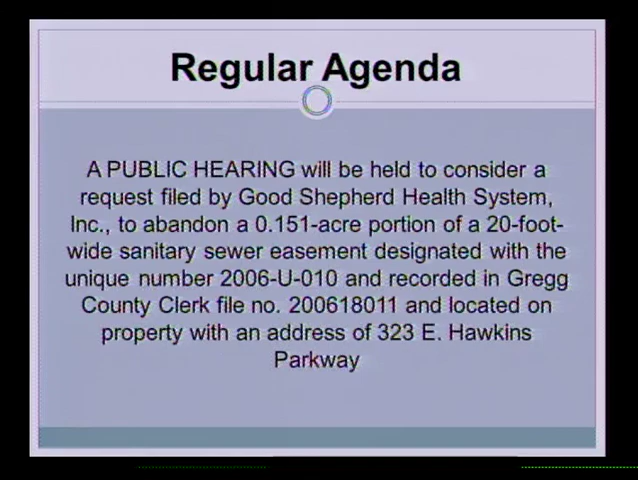 Regular Agenda
A PUBLIC HEARING will be held to consider a
request filed by Good Shepherd Health System,
Inc., to abandon a 0.151-acre portion of a 20-foot-
wide sanitary sewer easement designated with the
unique number 2006-U-010 and recorded in Gregg
County Clerk file no. 200618011 and located on
property with an address of 323 E. Hawkins
Parkway